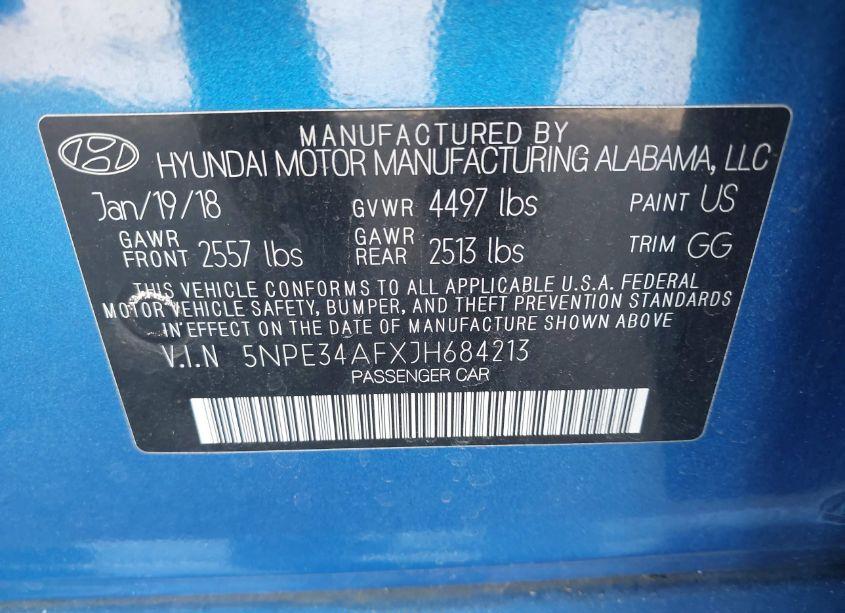 MANUFACTURED BY
HYUNDAI MOTOR MANUFACTURING ALABAMA, LLC
Jan/19/18 GVWR 4497 lbs PAINT US
GAWR FRONT 2557 lbs GAWR REAR 2513 lbs TRIM GG
THIS VEHICLE CONFORMS TO ALL APPLICABLE U.S.A. FEDERAL
MOTOR VEHICLE SAFETY, BUMPER, AND THEFT PREVENTION STANDARDS
IN EFFECT ON THE DATE OF MANUFACTURE SHOWN ABOVE
V.I.N 5NPE34AFXJH684213
PASSENGER CAR